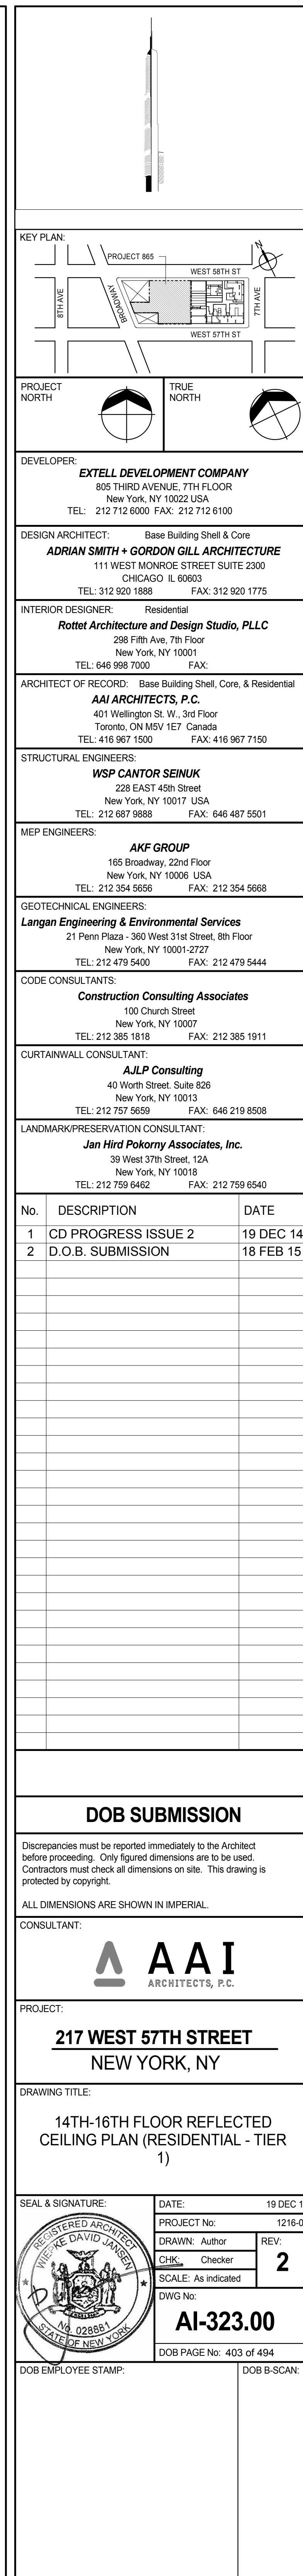 KEY PLAN:
PROJECT 865
N
WEST 58TH ST
8TH AVE
BROADWAY
7TH AVE
WEST 57TH ST
PROJECT
NORTH
TRUE
NORTH
DEVELOPER:
EXTELL DEVELOPMENT COMPANY
805 THIRD AVENUE, 7TH FLOOR
New York, NY 10022 USA
TEL: 212 712 6000 FAX: 212 712 6100
DESIGN ARCHITECT: Base Building Shell & Core
ADRIAN SMITH + GORDON GILL ARCHITECTURE
111 WEST MONROE STREET SUITE 2300
CHICAGO IL 60603
TEL: 312 920 1888 FAX: 312 920 1775
INTERIOR DESIGNER: Residential
Rottet Architecture and Design Studio, PLLC
298 Fifth Ave, 7th Floor
New York, NY 10001
TEL: 646 998 7000 FAX:
ARCHITECT OF RECORD: Base Building Shell, Core, & Residential
AAI ARCHITECTS, P.C.
401 Wellington St. W., 3rd Floor
Toronto, ON M5V 1E7 Canada
TEL: 416 967 1500 FAX: 416 967 7150
STRUCTURAL ENGINEERS:
WSP CANTOR SEINUK
228 EAST 45th Street
New York, NY 10017 USA
TEL: 212 687 9888 FAX: 646 487 5501
MEP ENGINEERS:
AKF GROUP
165 Broadway, 22nd Floor
New York, NY 10006 USA
TEL: 212 354 5656 FAX: 212 354 5668
GEOTECHNICAL ENGINEERS:
Langan Engineering & Environmental Services
21 Penn Plaza - 360 West 31st Street, 8th Floor
New York, NY 10001-2727
TEL: 212 479 5400 FAX: 212 479 5444
CODE CONSULTANTS:
Construction Consulting Associates
100 Church Street
New York, NY 10007
TEL: 212 385 1818 FAX: 212 385 1911
CURTAINWALL CONSULTANT:
AJLP Consulting
40 Worth Street. Suite 826
New York, NY 10013
TEL: 212 757 5659 FAX: 646 219 8508
LANDMARK/PRESERVATION CONSULTANT:
Jan Hird Pokorny Associates, Inc.
39 West 37th Street, 12A
New York, NY 10018
TEL: 212 759 6462 FAX: 212 759 6540
No. DESCRIPTION DATE
1 CD PROGRESS ISSUE 2 19 DEC 14
2 D.O.B. SUBMISSION 18 FEB 15
DOB SUBMISSION
Discrepancies must be reported immediately to the Architect
before proceeding. Only figured dimensions are to be used.
Contractors must check all dimensions on site. This drawing is
protected by copyright.
ALL DIMENSIONS ARE SHOWN IN IMPERIAL.
CONSULTANT:
AAI
ARCHITECTS, P.C.
PROJECT:
217 WEST 57TH STREET
NEW YORK, NY
DRAWING TITLE:
14TH-16TH FLOOR REFLECTED
CEILING PLAN (RESIDENTIAL - TIER
1)
SEAL & SIGNATURE:
REGISTERED ARCHITECT
WIEBKE DAVID JANSEN
No. 028881
STATE OF NEW YORK
DATE: 19 DEC 1
PROJECT No: 1216-0
DRAWN: Author
REV:
2
CHK: Checker
SCALE: As indicated
DWG No:
AI-323.00
DOB PAGE No: 403 of 494
DOB EMPLOYEE STAMP:
DOB B-SCAN: